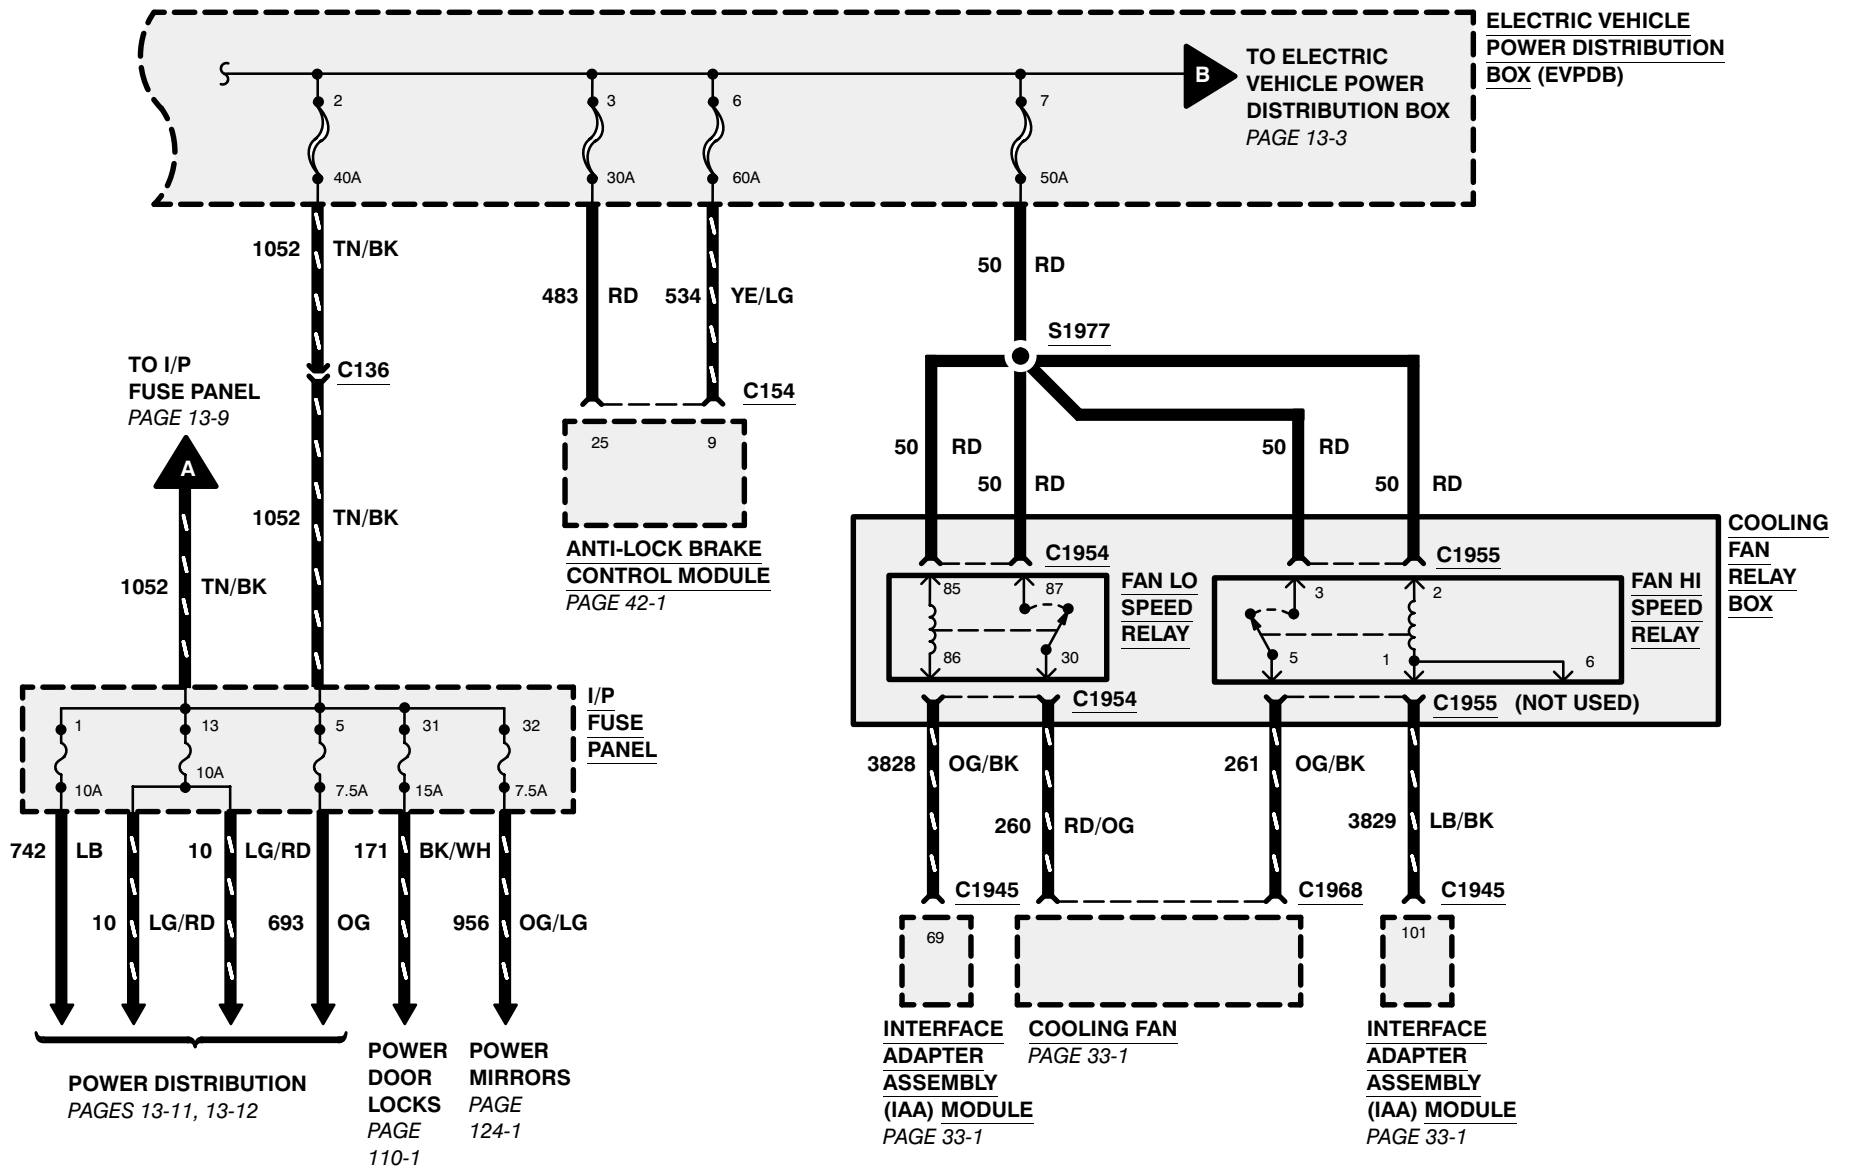 ELECTRIC VEHICLE
POWER DISTRIBUTION
BOX (EVPDB)
B
TO ELECTRIC
VEHICLE POWER
DISTRIBUTION BOX
PAGE 13-3
2
3
6
7
40A
30A
60A
50A
1052 TN/BK
483 RD
534 YE/LG
50 RD
S1977
C136
C154
TO I/P
FUSE PANEL
PAGE 13-9
A
25
9
ANTI-LOCK BRAKE
CONTROL MODULE
PAGE 42-1
1052 TN/BK
1052 TN/BK
50 RD
50 RD
50 RD
50 RD
COOLING
FAN
RELAY
BOX
C1954
C1955
85
87
86
30
FAN LO
SPEED
RELAY
3
2
5
1
6
FAN HI
SPEED
RELAY
C1954
C1955 (NOT USED)
I/P
FUSE
PANEL
1
13
5
31
32
10A
10A
7.5A
15A
7.5A
742 LB
10 LG/RD
171 BK/WH
10 LG/RD
693 OG
956 OG/LG
3828 OG/BK
260 RD/OG
261 OG/BK
3829 LB/BK
C1945
C1968
C1945
69
101
POWER DISTRIBUTION
PAGES 13-11, 13-12
POWER
DOOR
LOCKS
PAGE
110-1
POWER
MIRRORS
PAGE
124-1
INTERFACE
ADAPTER
ASSEMBLY
(IAA) MODULE
PAGE 33-1
COOLING FAN
PAGE 33-1
INTERFACE
ADAPTER
ASSEMBLY
(IAA) MODULE
PAGE 33-1